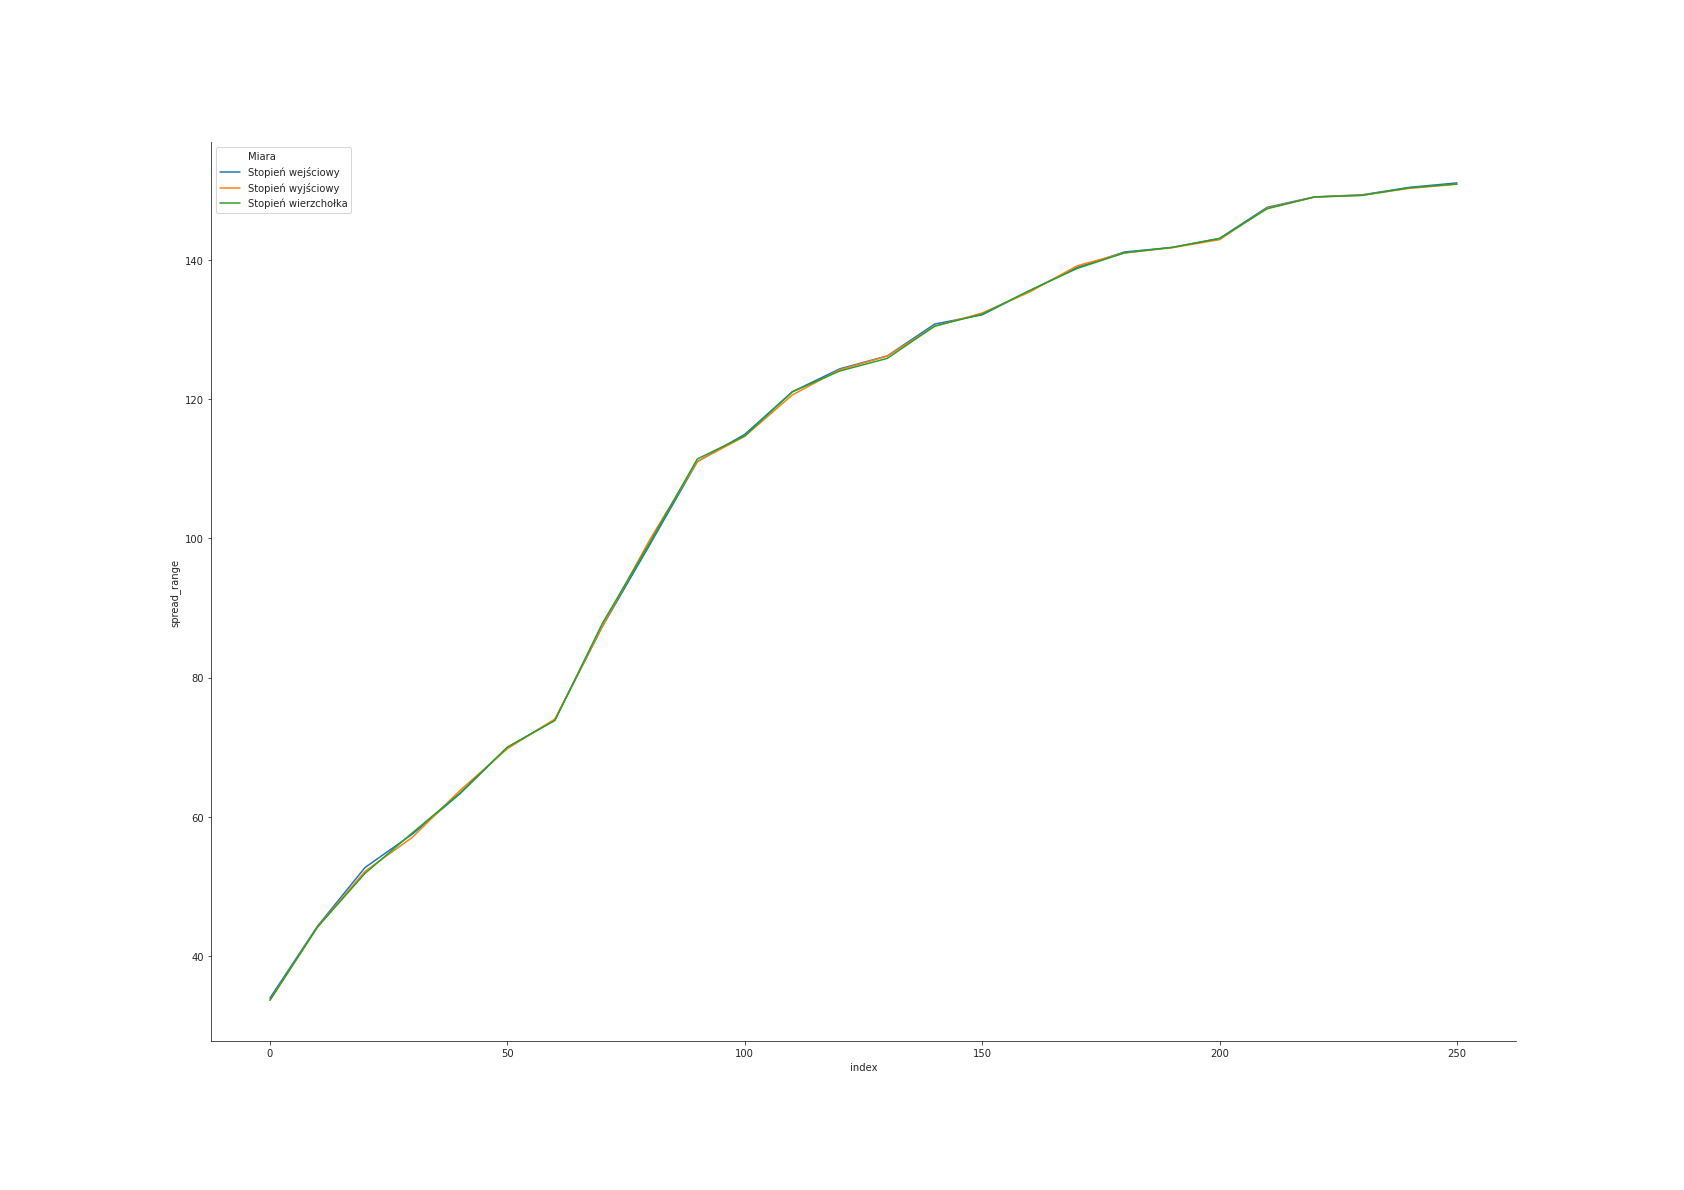 Miara
Stopień wejściowy
Stopień wyjściowy
Stopień wierzchołka
140
120
100
80
60
40
spread_range
0 50 100 150 200 250
index